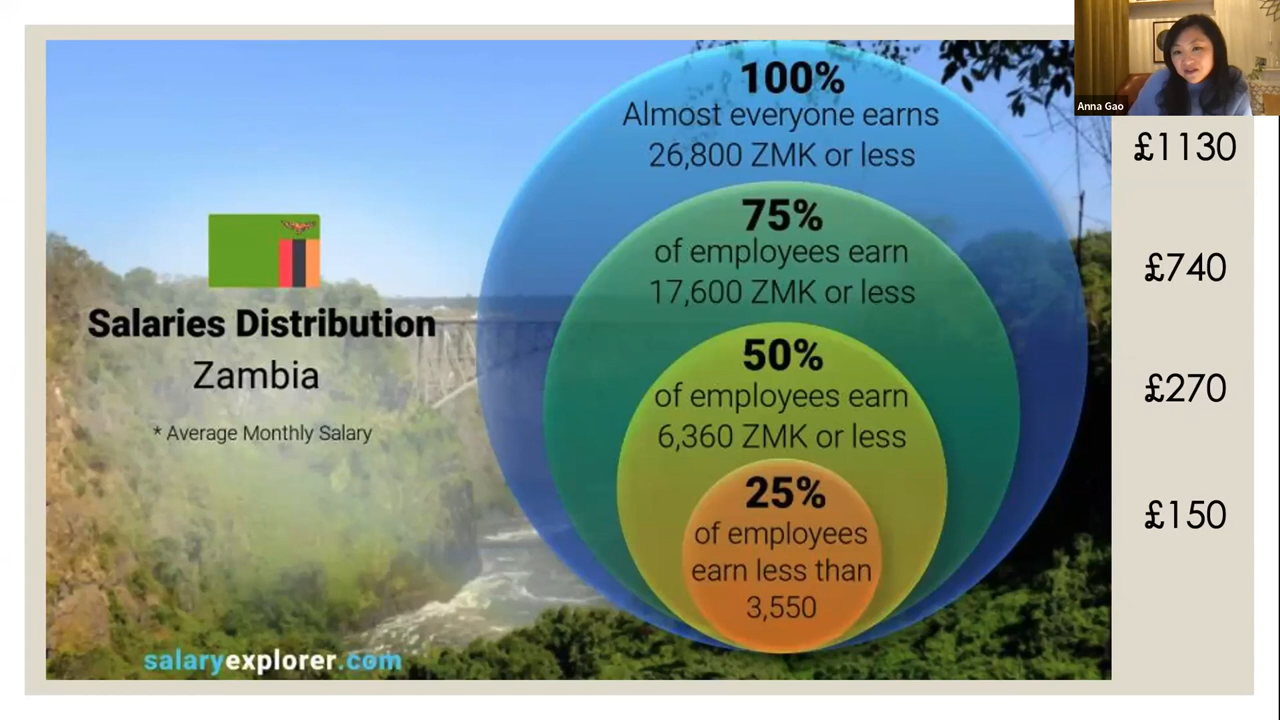 Salaries Distribution
Zambia
* Average Monthly Salary
salaryexplorer.com
100%
Almost everyone earns
26,800 ZMK or less
75%
of employees earn
17,600 ZMK or less
50%
of employees earn
6,360 ZMK or less
25%
of employees
earn less than
3,550
Anna Gao
£1130
£740
£270
£150